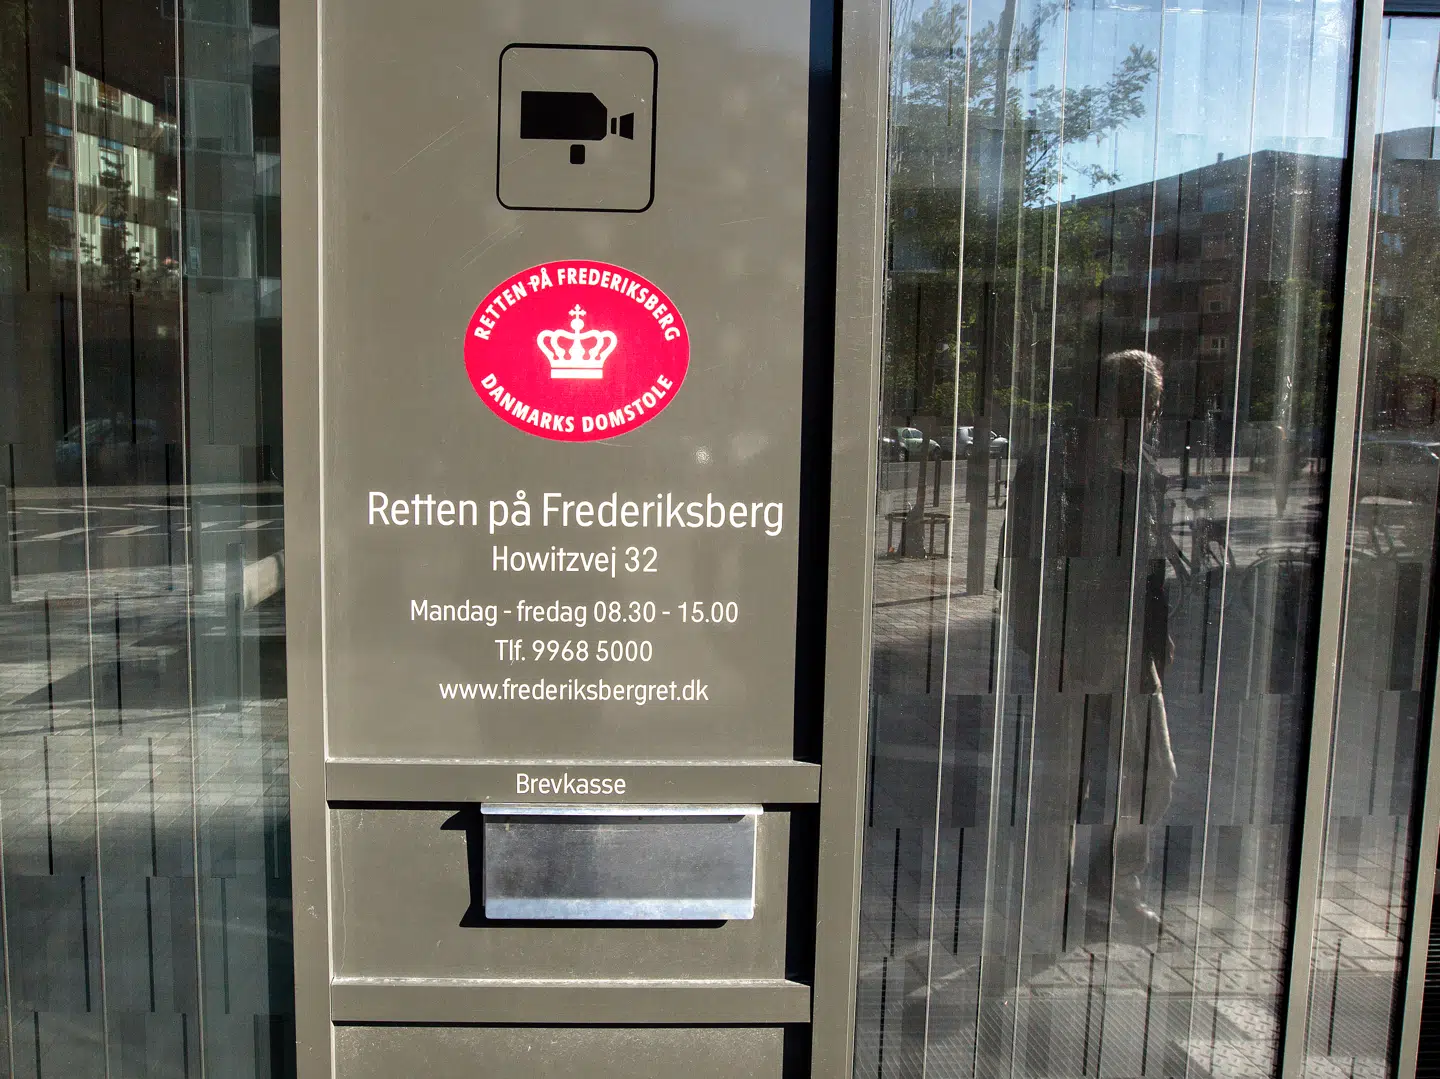 RETTEN PÅ FREDERIKSBERG
DANMARKS DOMSTOLE
Retten på Frederiksberg
Howitzvej 32
Mandag - fredag 08.30 - 15.00
Tlf. 9968 5000
www.frederiksbergret.dk
Brevkasse